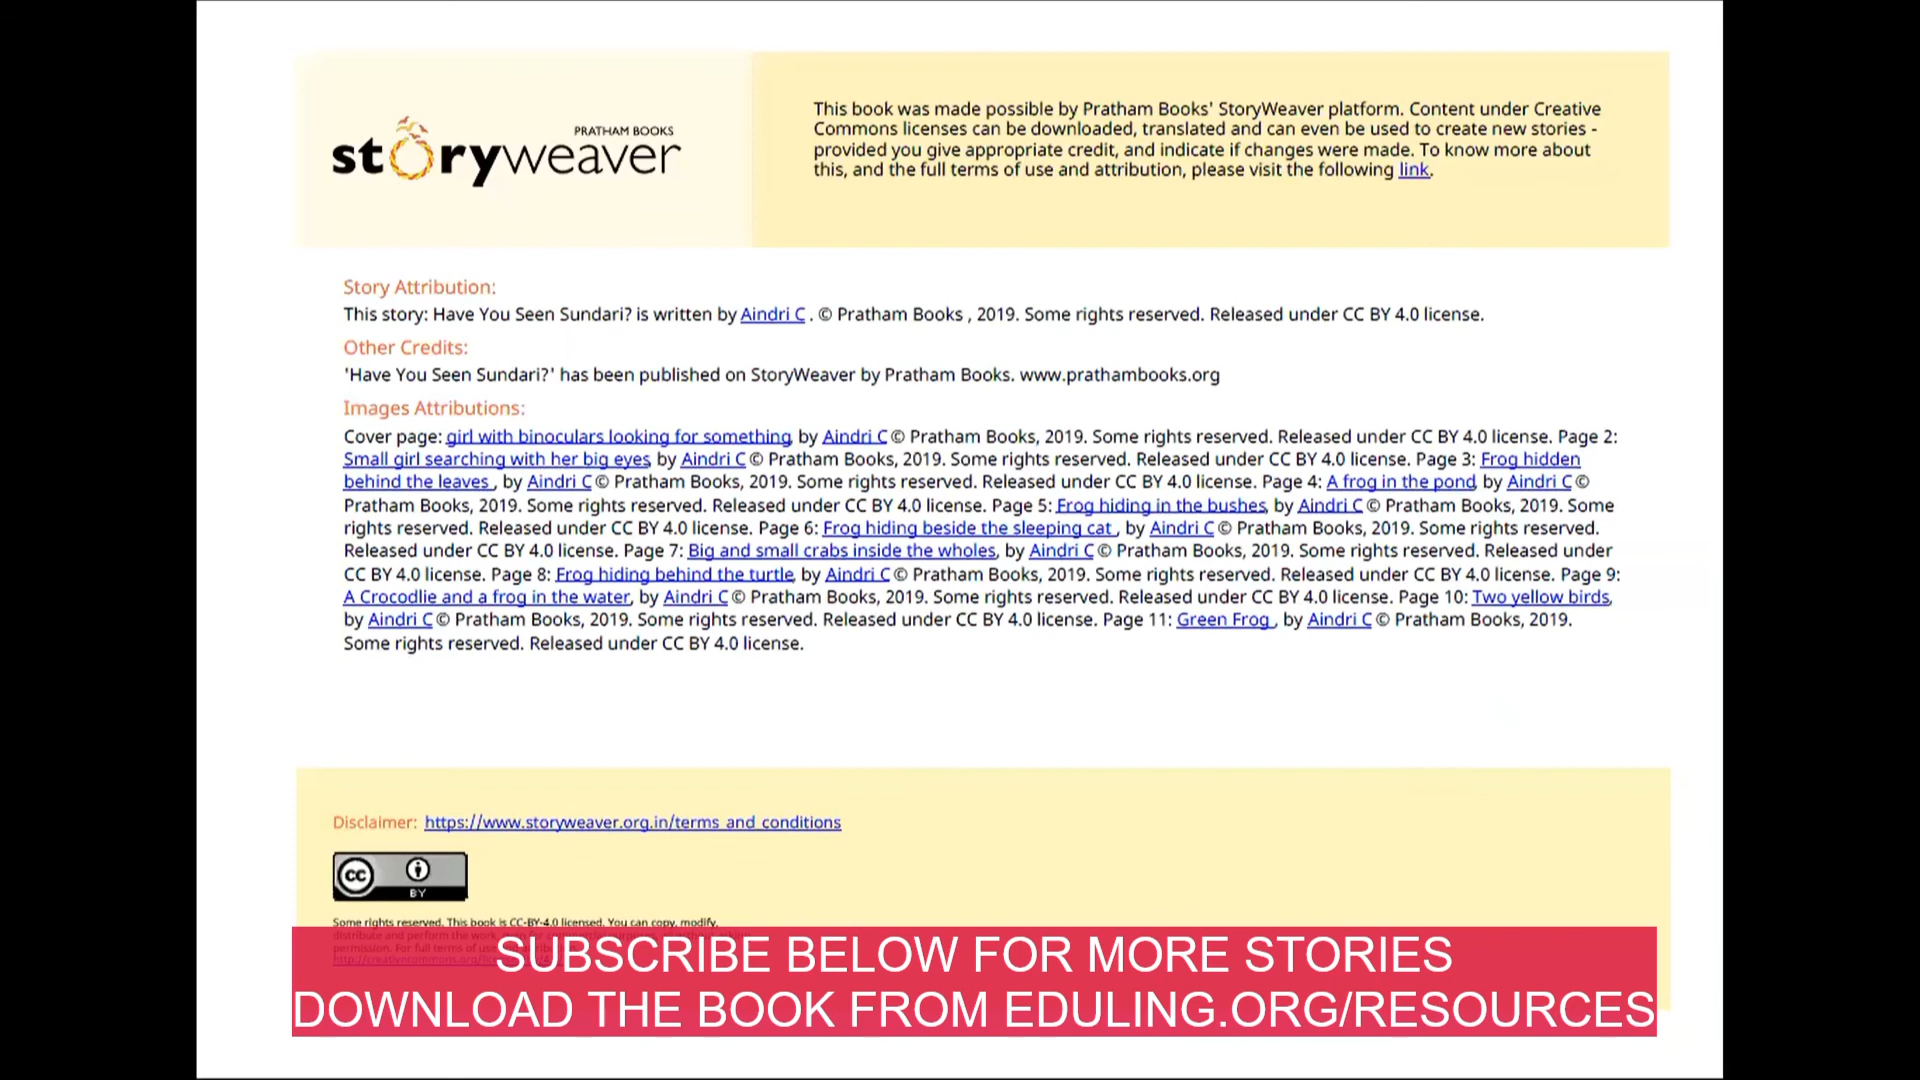 PRATHAM BOOKS
storyweaver
This book was made possible by Pratham Books' StoryWeaver platform. Content under Creative
Commons licenses can be downloaded, translated and can even be used to create new stories -
provided you give appropriate credit, and indicate if changes were made. To know more about
this, and the full terms of use and attribution, please visit the following link.
Story Attribution:
This story: Have You Seen Sundari? is written by Aindri C . © Pratham Books , 2019. Some rights reserved. Released under CC BY 4.0 license.
Other Credits:
'Have You Seen Sundari?' has been published on StoryWeaver by Pratham Books. www.prathambooks.org
Images Attributions:
Cover page: girl with binoculars looking for something, by Aindri C © Pratham Books, 2019. Some rights reserved. Released under CC BY 4.0 license. Page 2:
Small girl searching with her big eyes, by Aindri C © Pratham Books, 2019. Some rights reserved. Released under CC BY 4.0 license. Page 3: Frog hidden
behind the leaves , by Aindri C © Pratham Books, 2019. Some rights reserved. Released under CC BY 4.0 license. Page 4: A frog in the pond, by Aindri C ©
Pratham Books, 2019. Some rights reserved. Released under CC BY 4.0 license. Page 5: Frog hiding in the bushes, by Aindri C © Pratham Books, 2019. Some
rights reserved. Released under CC BY 4.0 license. Page 6: Frog hiding beside the sleeping cat , by Aindri C © Pratham Books, 2019. Some rights reserved.
Released under CC BY 4.0 license. Page 7: Big and small crabs inside the wholes, by Aindri C © Pratham Books, 2019. Some rights reserved. Released under
CC BY 4.0 license. Page 8: Frog hiding behind the turtle, by Aindri C © Pratham Books, 2019. Some rights reserved. Released under CC BY 4.0 license. Page 9:
A Crocodlie and a frog in the water, by Aindri C © Pratham Books, 2019. Some rights reserved. Released under CC BY 4.0 license. Page 10: Two yellow birds,
by Aindri C © Pratham Books, 2019. Some rights reserved. Released under CC BY 4.0 license. Page 11: Green Frog , by Aindri C © Pratham Books, 2019.
Some rights reserved. Released under CC BY 4.0 license.
Disclaimer: https://www.storyweaver.org.in/terms_and_conditions
cc BY
Some rights reserved. This book is CC-BY-4.0 licensed. You can copy, modify,
distribute and perform the work,
permission. For full terms of use
http://creativecommons.org/
SUBSCRIBE BELOW FOR MORE STORIES
DOWNLOAD THE BOOK FROM EDULING.ORG/RESOURCES